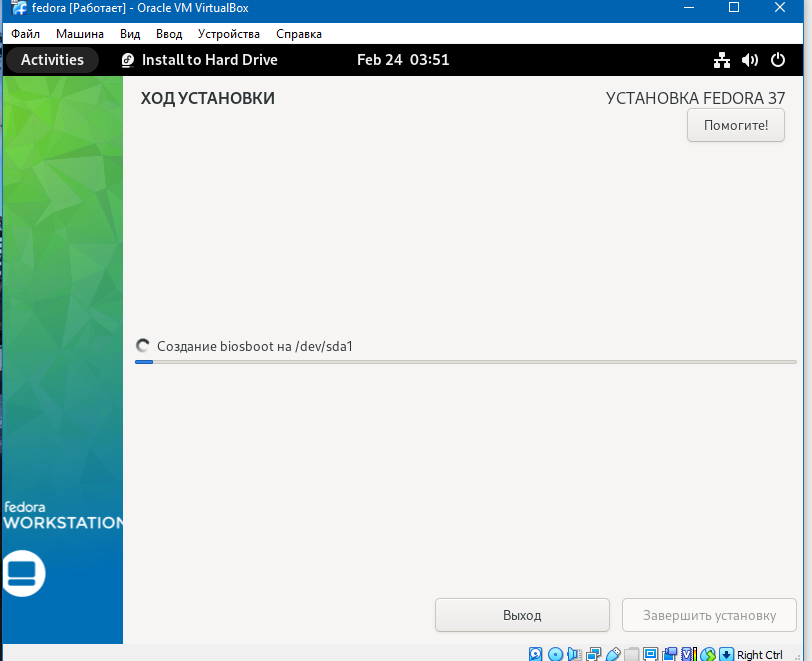 fedora [Работает] - Oracle VM VirtualBox
Файл Машина Вид Ввод Устройства Справка
Activities Install to Hard Drive Feb 24 03:51
ХОД УСТАНОВКИ УСТАНОВКА FEDORA 37
Помогите!
Создание biosboot на /dev/sda1
fedora
WORKSTATION
Выход Завершить установку
Right Ctrl